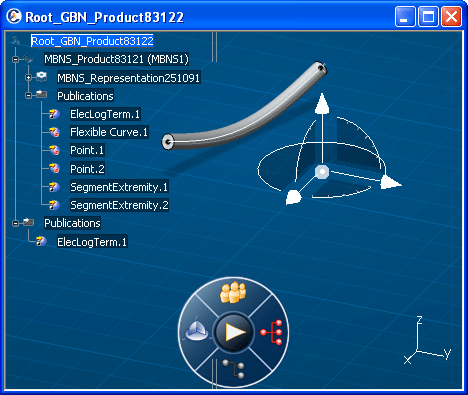 Root_GBN_Product83122
Root_GBN_Product83122
MBNS_Product83121 (MBNS1)
MBNS_Representation251091
Publications
ElecLogTerm.1
Flexible Curve.1
Point.1
Point.2
SegmentExtremity.1
SegmentExtremity.2
Publications
ElecLogTerm.1
z
x
y